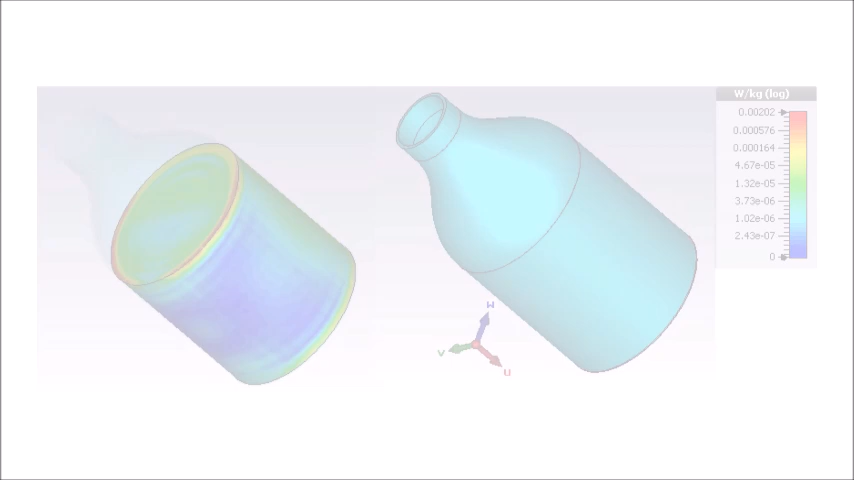 W/kg (log)
0.00202
0.000576
0.000164
4.67e-05
1.32e-05
3.73e-06
1.02e-06
2.43e-07
0
w
v
u